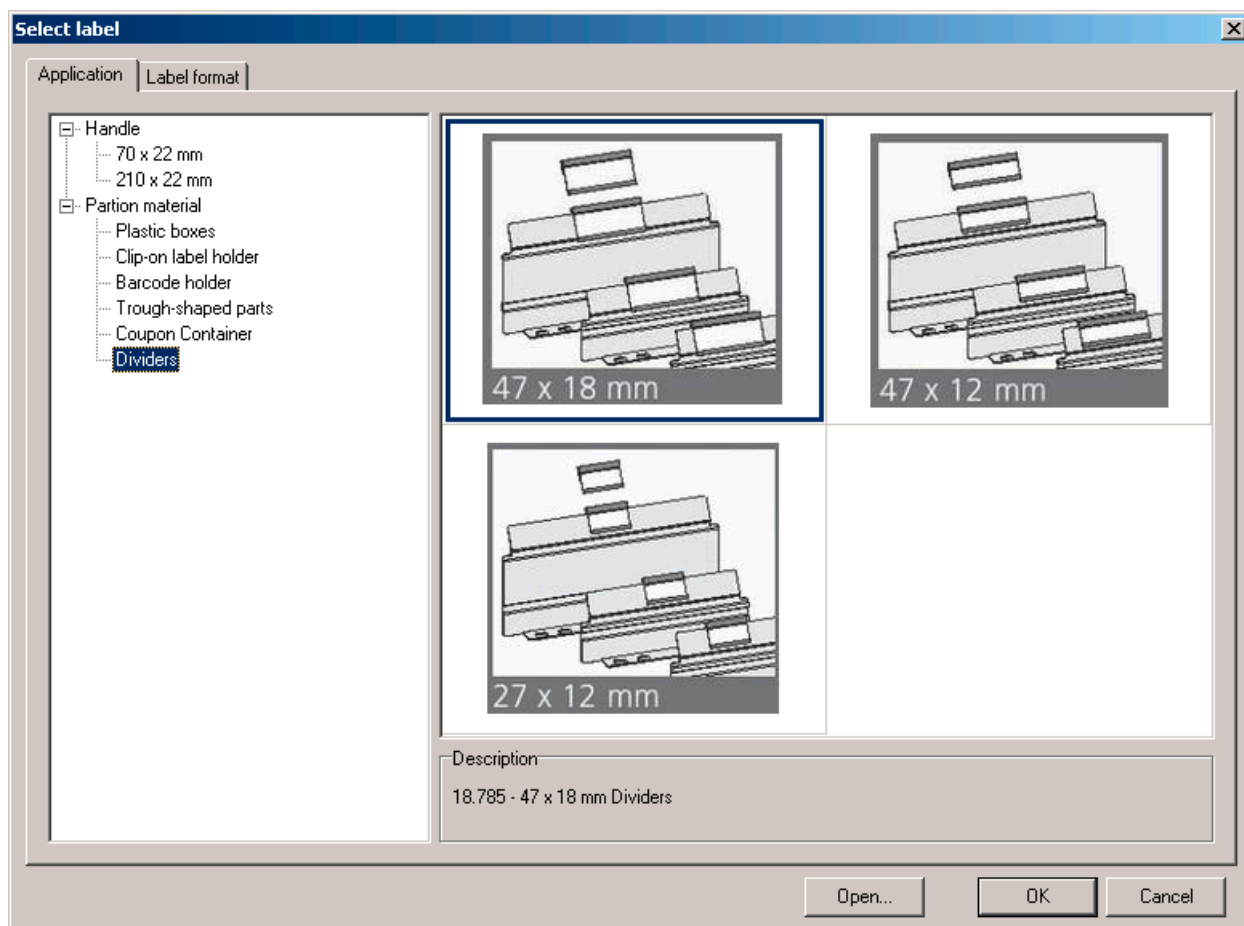 Select label
Application
Label format
Handle
70 x 22 mm
210 x 22 mm
Partion material
Plastic boxes
Clip-on label holder
Barcode holder
Trough-shaped parts
Coupon Container
Dividers
47 x 18 mm
47 x 12 mm
27 x 12 mm
Description
18.785 - 47 x 18 mm Dividers
Open...
OK
Cancel